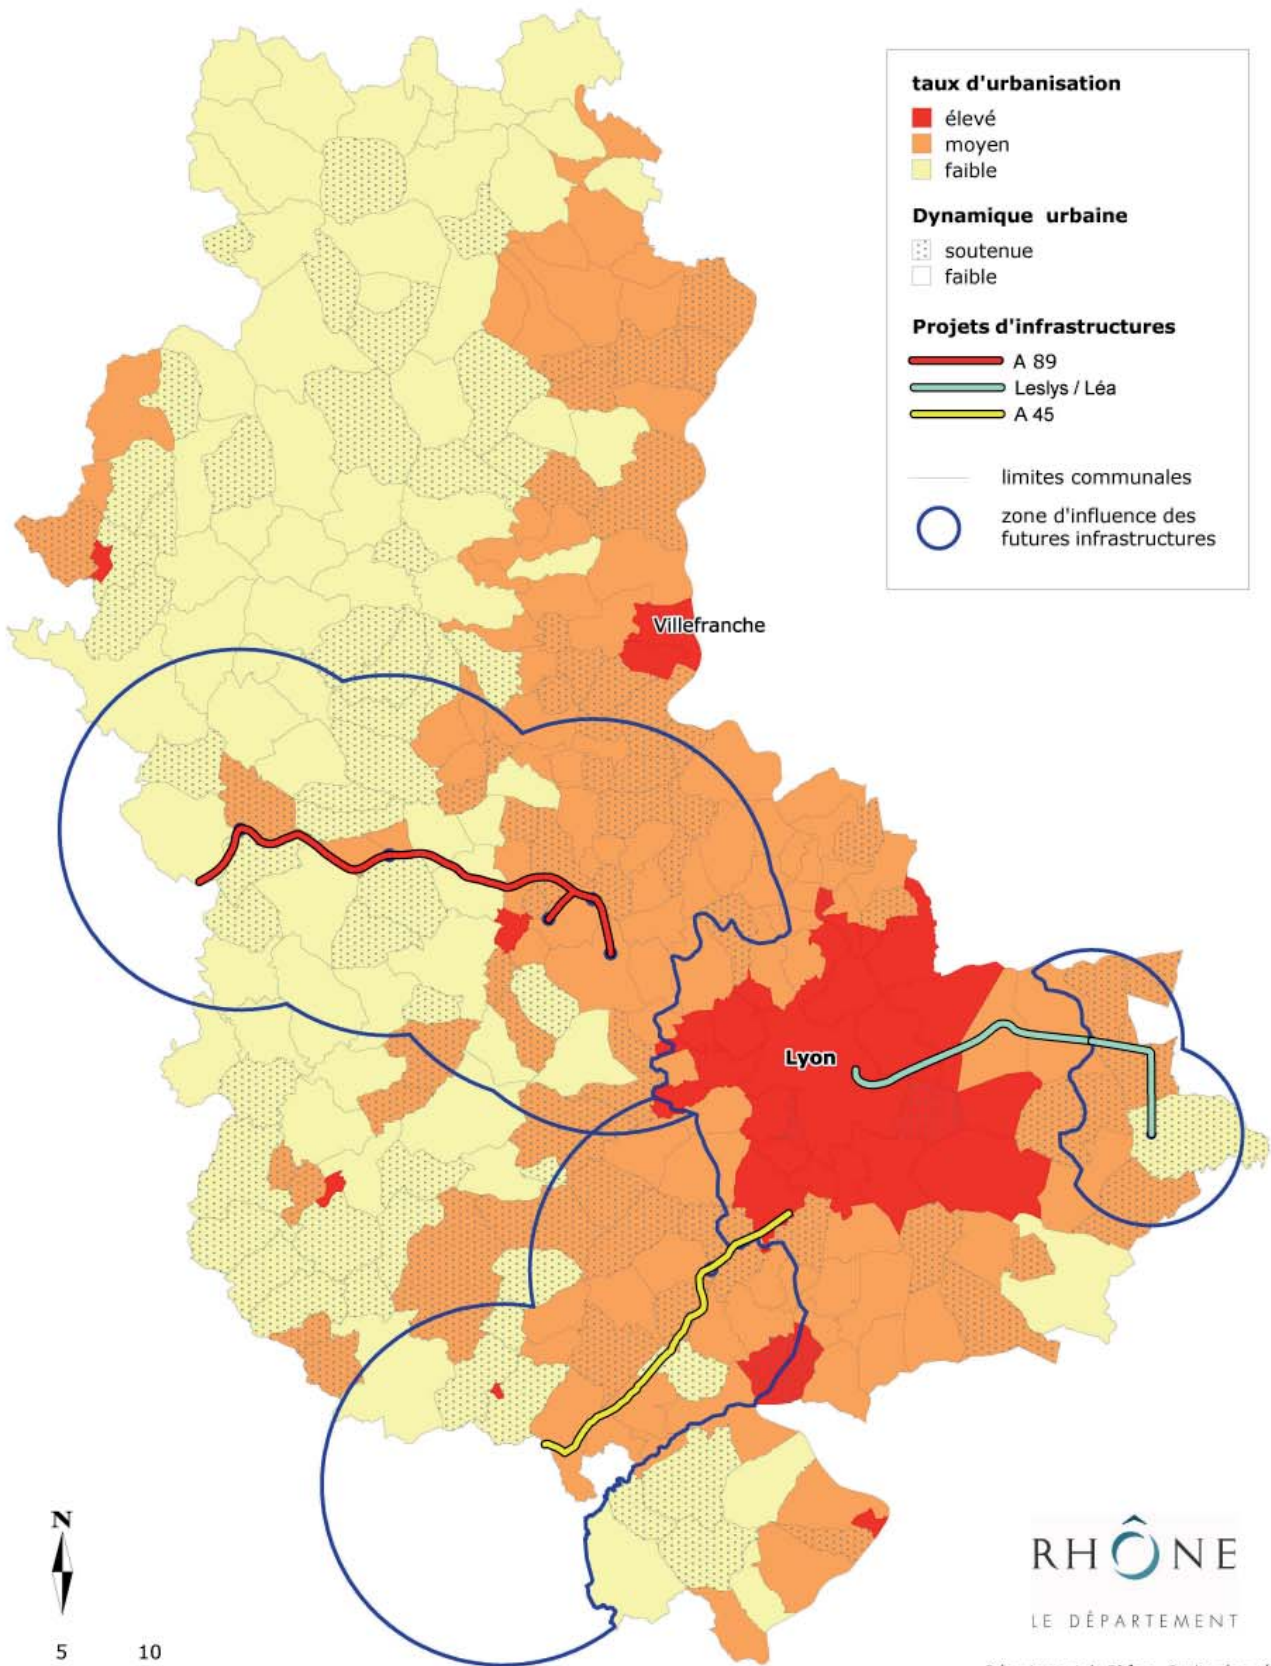 taux d'urbanisation
élevé
moyen
faible
Dynamique urbaine
soutenue
faible
Projets d'infrastructures
A 89
Leslys / Léa
A 45
limites communales
zone d'influence des
futures infrastructures
Villefranche
Lyon
N
5 10
RHÔNE
LE DÉPARTEMENT